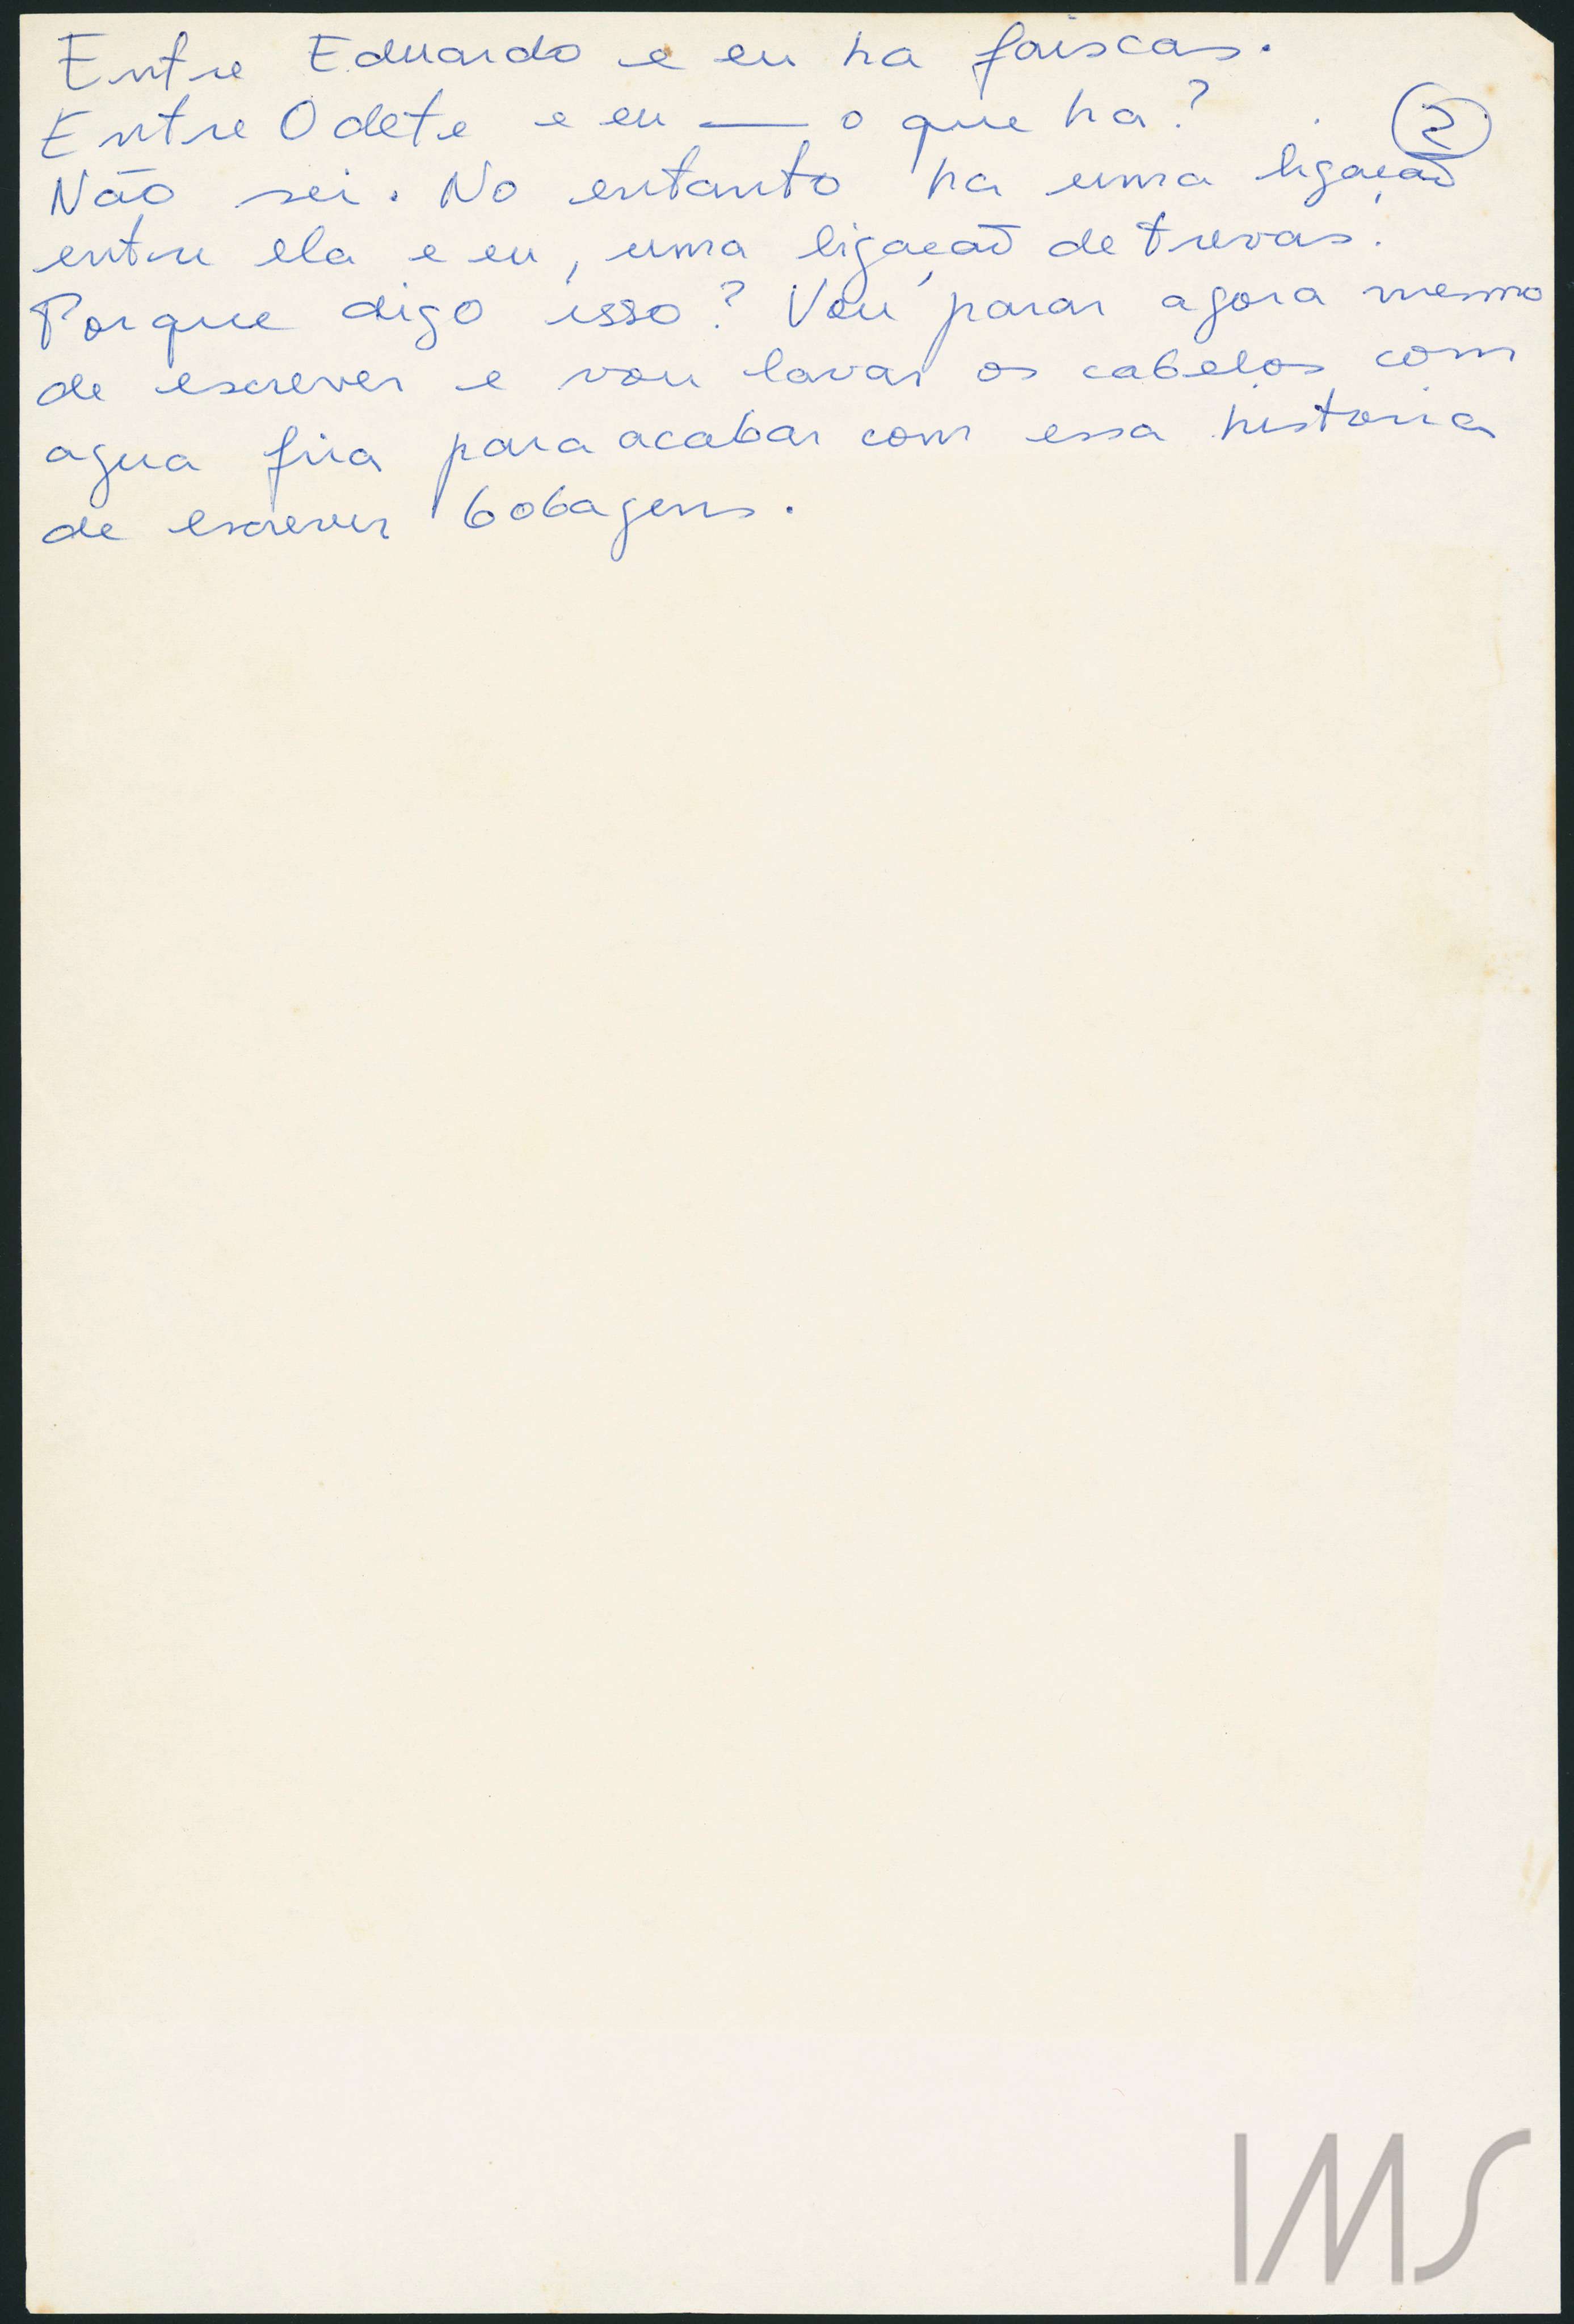 Entre Eduardo e eu ha faiscas.
Entre Odete e eu — o que ha?
2
Não sei. No entanto ha uma ligação
entre ela e eu, uma ligação de trevas.
Porque digo isso? Vou parar agora mesmo
de escrever e vou lavar os cabelos com
agua fria para acabar com essa historia
de escrever bobagens.
IMS